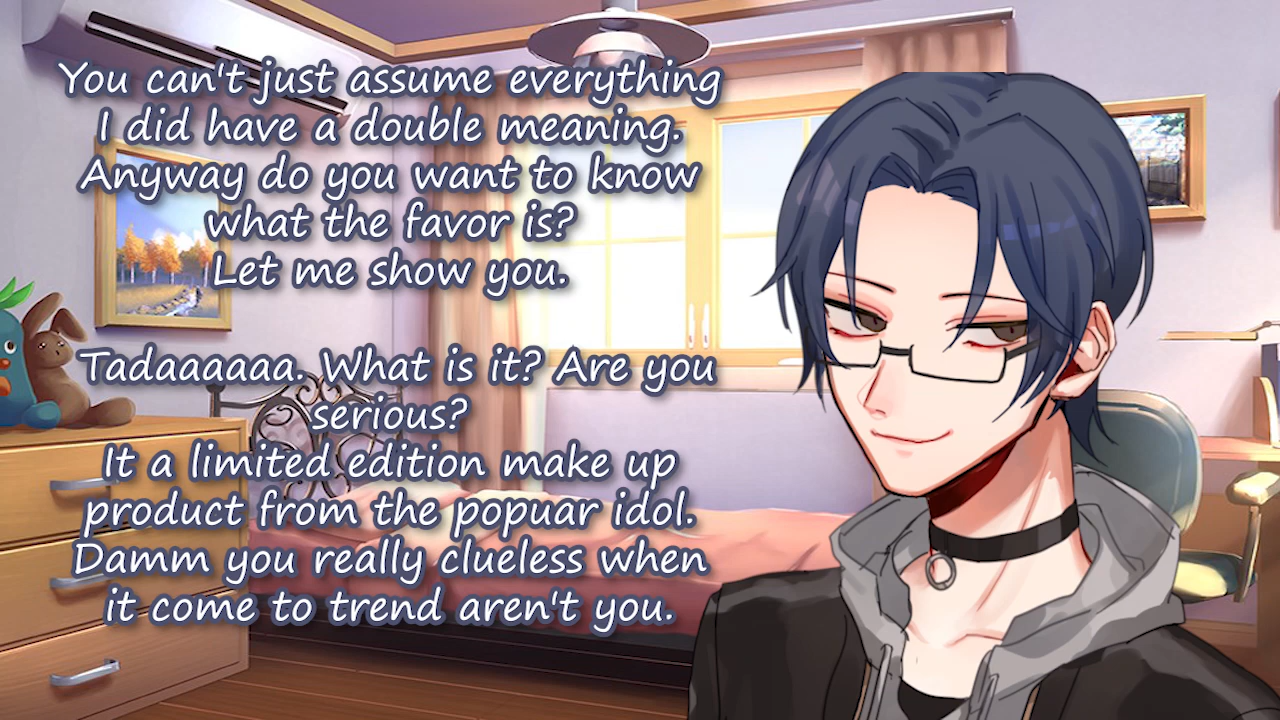 You can't just assume everything
I did have a double meaning.
Anyway do you want to know
what the favor is?
Let me show you.
Tadaaaaaa. What is it? Are you
serious?
It a limited edition make up
product from the popuar idol.
Damm you really clueless when
it come to trend aren't you.